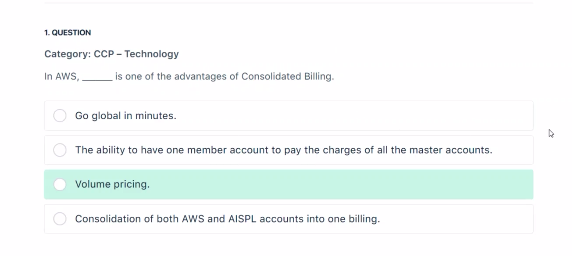 1. QUESTION
Category: CCP – Technology
In AWS, ______ is one of the advantages of Consolidated Billing.
Go global in minutes.
The ability to have one member account to pay the charges of all the master accounts.
Volume pricing.
Consolidation of both AWS and AISPL accounts into one billing.